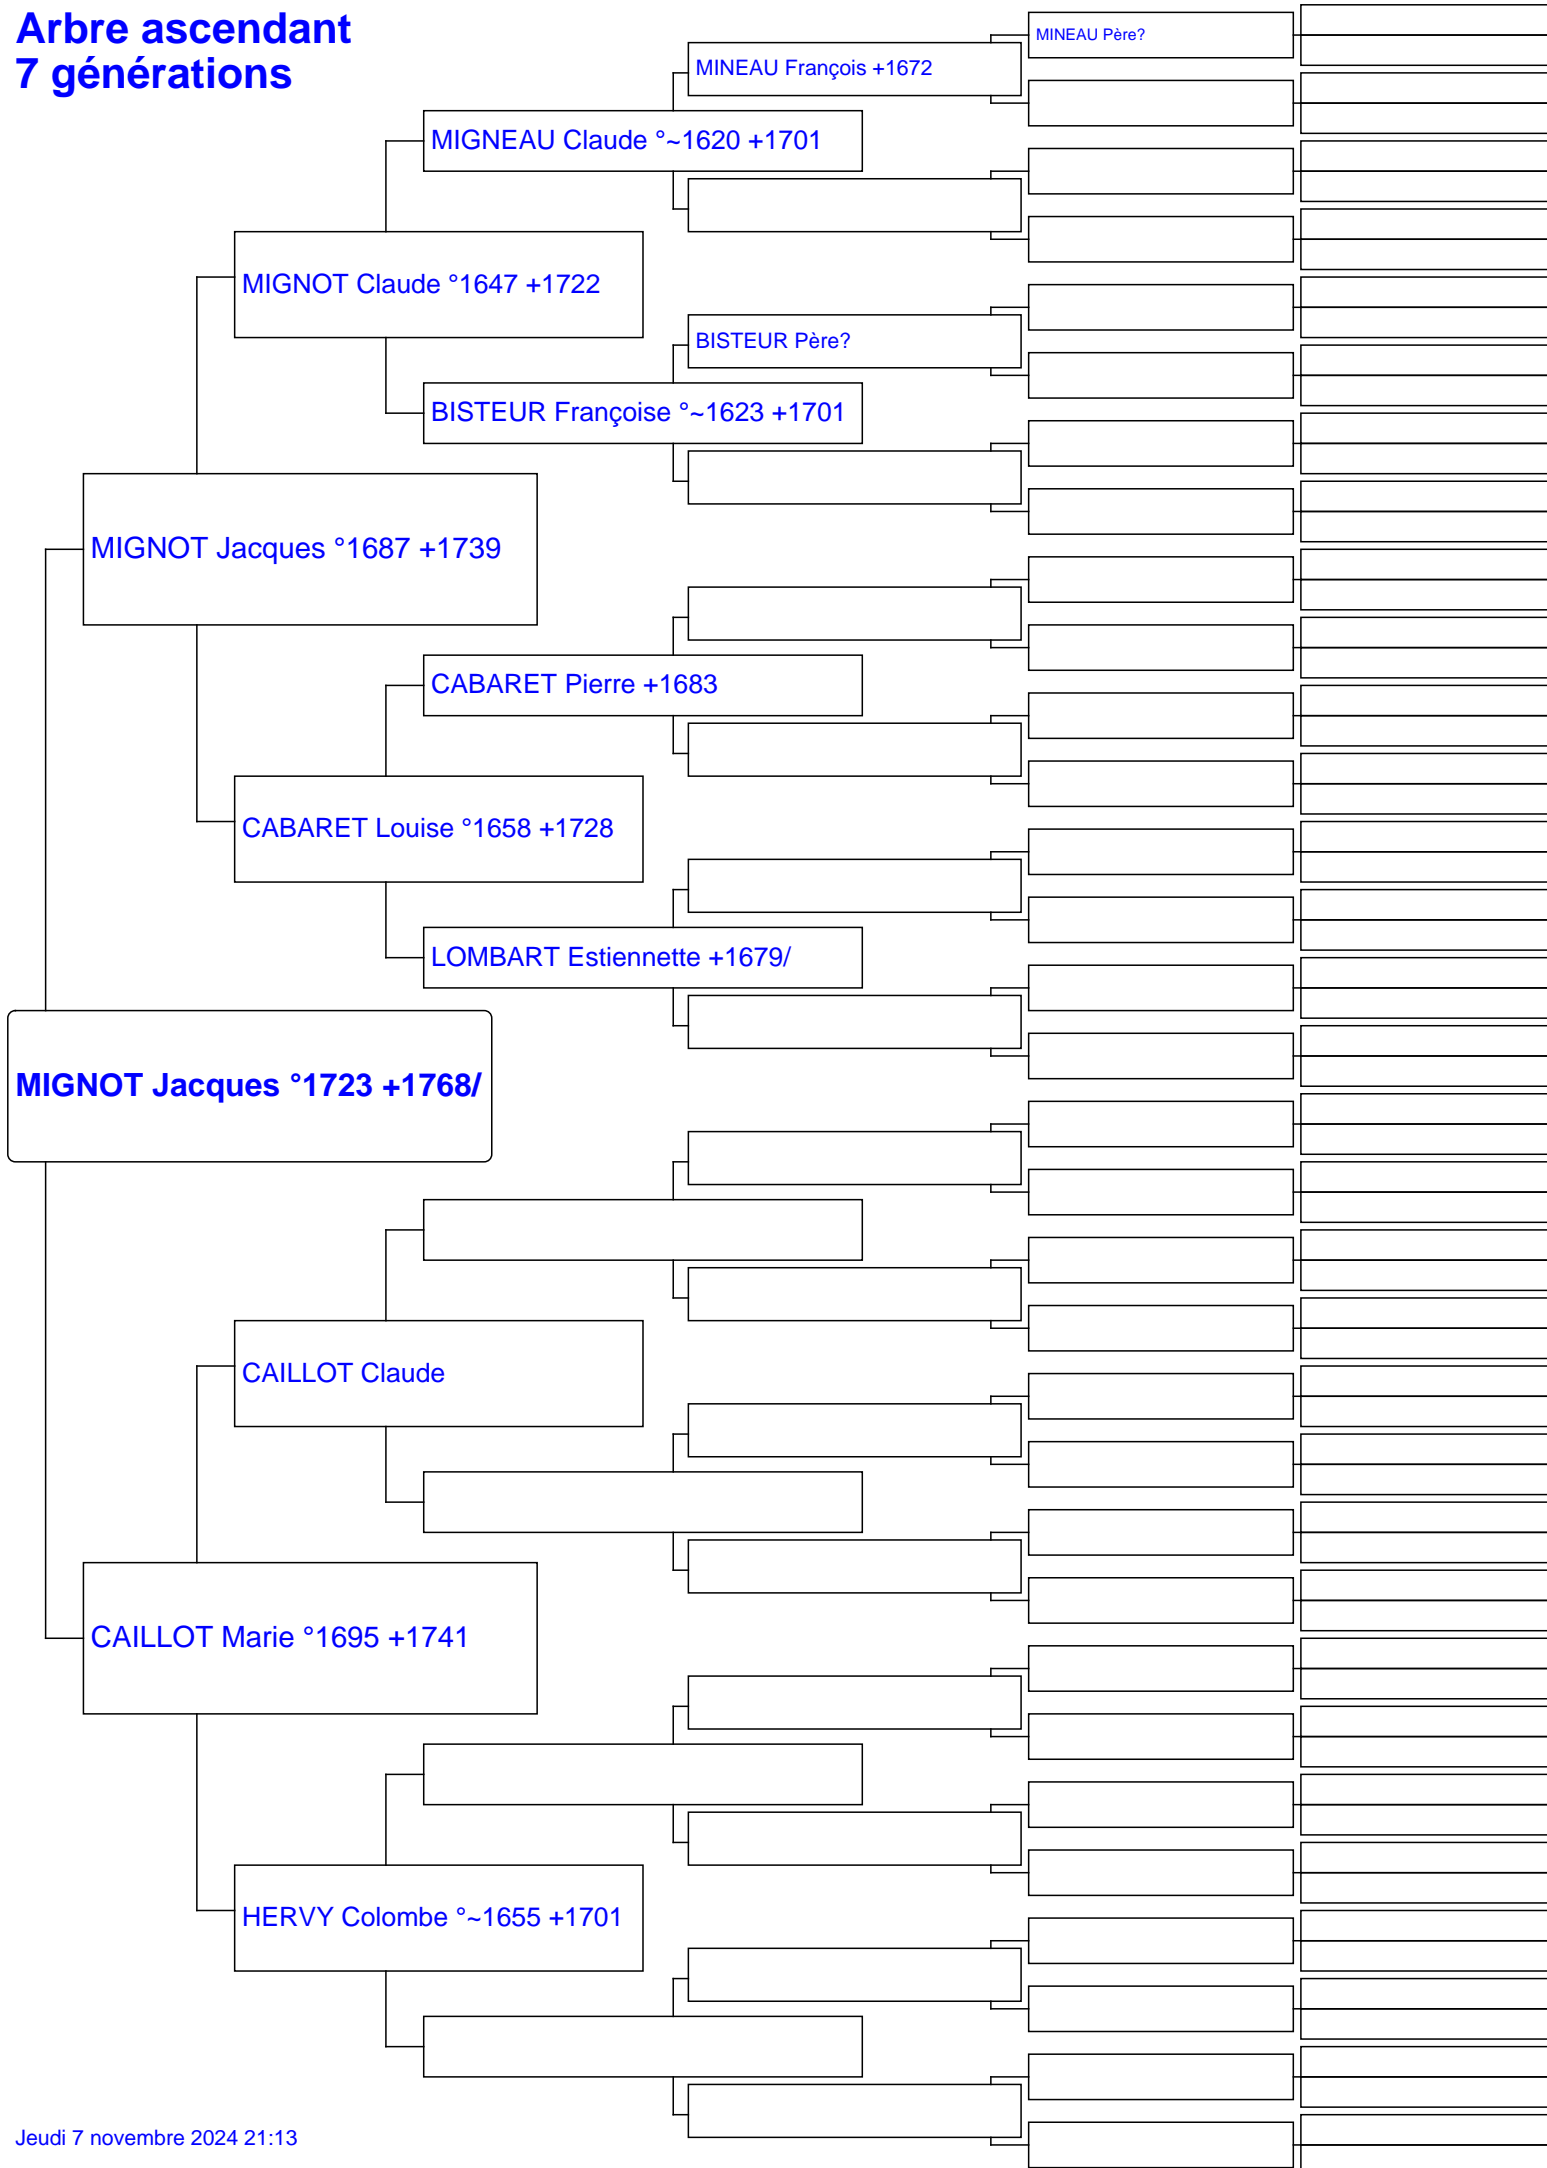 Arbre ascendant
7 générations
MINEAU Père?
MINEAU François +1672
MIGNEAU Claude °~1620 +1701
MIGNOT Claude °1647 +1722
BISTEUR Père?
BISTEUR Françoise °~1623 +1701
MIGNOT Jacques °1687 +1739
CABARET Pierre +1683
CABARET Louise °1658 +1728
LOMBART Estiennette +1679/
MIGNOT Jacques °1723 +1768/
CAILLOT Claude
CAILLOT Marie °1695 +1741
HERVY Colombe °~1655 +1701
Jeudi 7 novembre 2024 21:13